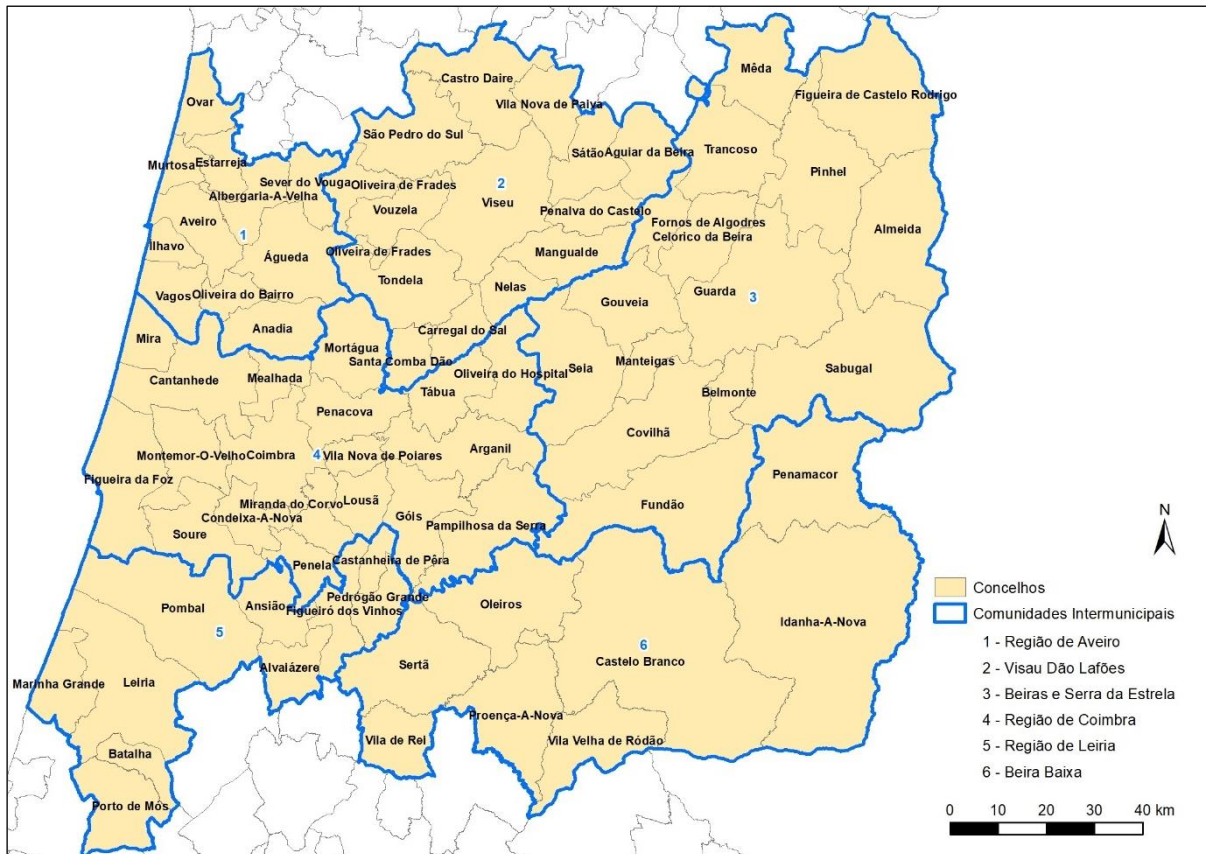 Mêda
Castro Daire
Figueira de Castelo Rodrigo
Ovar
Vila Nova de Paiva
São Pedro do Sul
Trancoso
Sátão
Aguiar da Beira
Murtosa
Estarreja
Pinhel
Sever do Vouga
Oliveira de Frades
2
Albergaria-A-Velha
Viseu
Vouzela
Penalva do Castelo
Aveiro
Fornos de Algodres
Almeida
1
Celorico da Beira
Ílhavo
Águeda
Oliveira de Frades
Mangualde
Tondela
Nelas
Guarda
3
Vagos
Oliveira do Bairro
Gouveia
Anadia
Carregal do Sal
Mira
Mortágua
Santa Comba Dão
Manteigas
Cantanhede
Mealhada
Oliveira do Hospital
Seia
Sabugal
Tábua
Belmonte
Penacova
Covilhã
Arganil
Montemor-O-Velho
Coimbra
4
Vila Nova de Poiares
Penamacor
Figueira da Foz
Miranda do Corvo
Lousã
Fundão
Condeixa-A-Nova
Góis
Pampilhosa da Serra
Soure
N
Penela
Castanheira de Pêra
Pedrógão Grande
Pombal
Ansião
Figueiró dos Vinhos
Oleiros
5
Idanha-A-Nova
6
Castelo Branco
Alvaiázere
Sertã
Marinha Grande
Leiria
Proença-A-Nova
Vila de Rei
Vila Velha de Ródão
Batalha
Porto de Mós
Concelhos
Comunidades Intermunicipais
1 - Região de Aveiro
2 - Visau Dão Lafões
3 - Beiras e Serra da Estrela
4 - Região de Coimbra
5 - Região de Leiria
6 - Beira Baixa
0 10 20 30 40 km